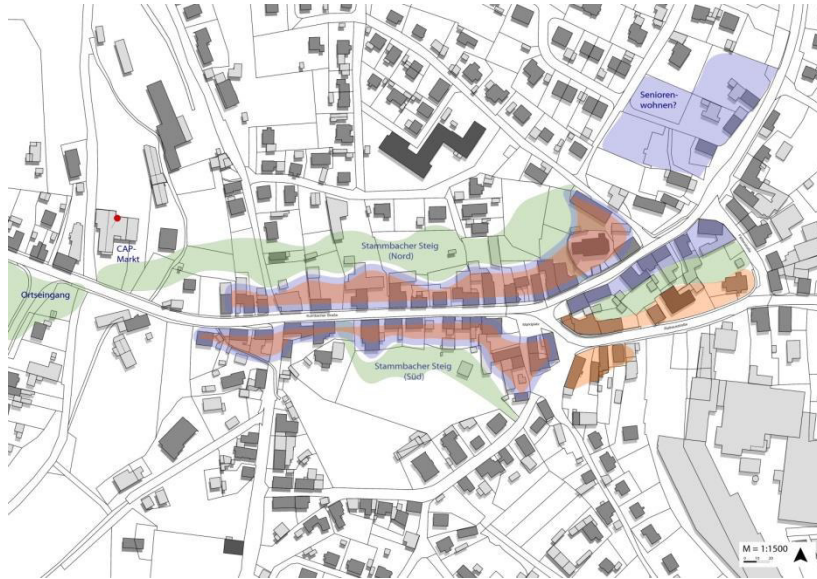 Senioren-
wohnen?
CAP-
Markt
Stammbacher Steig
(Nord)
Ortseingang
Stammbacher Steig
(Süd)
M = 1:1500